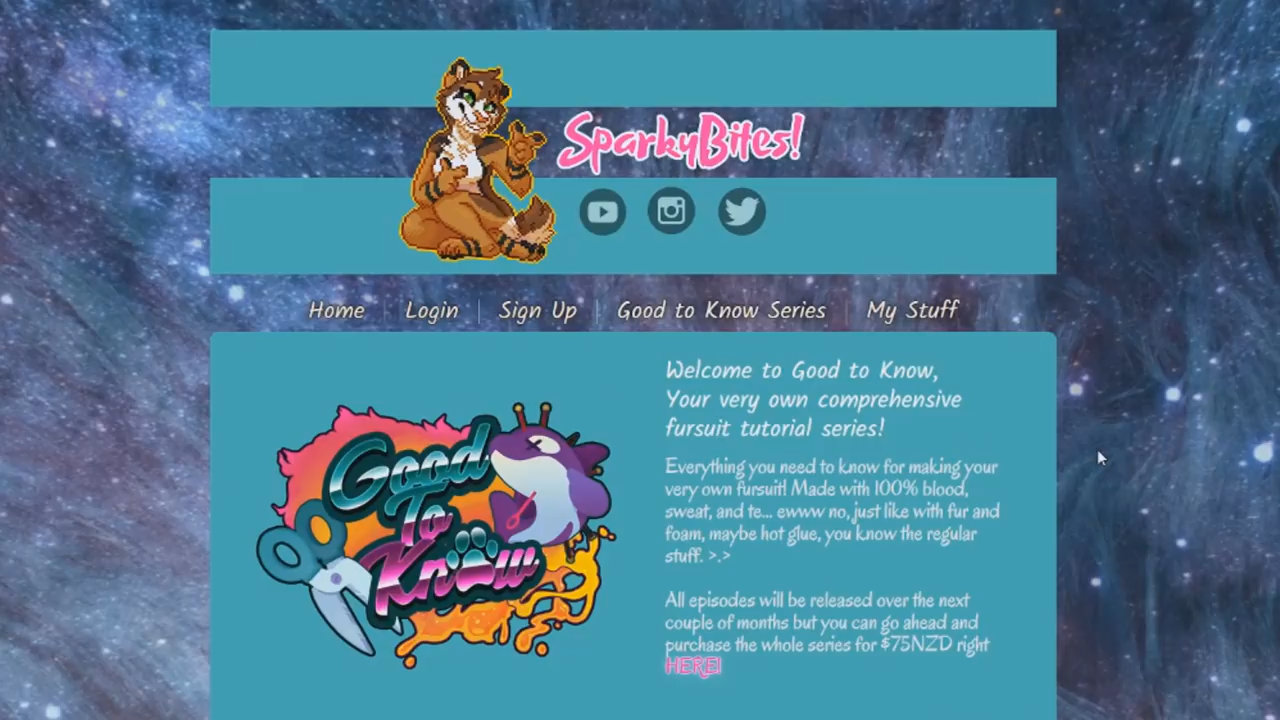 SparkyBites!
Home
Login
Sign Up
Good to Know Series
My Stuff
Good
To
Know
Welcome to Good to Know,
Your very own comprehensive
fursuit tutorial series!
Everything you need to know for making your
very own fursuit! Made with 100% blood,
sweat, and te... ewww no, just like with fur and
foam, maybe hot glue, you know the regular
stuff. >.>
All episodes will be released over the next
couple of months but you can go ahead and
purchase the whole series for $75NZD right
HERE!